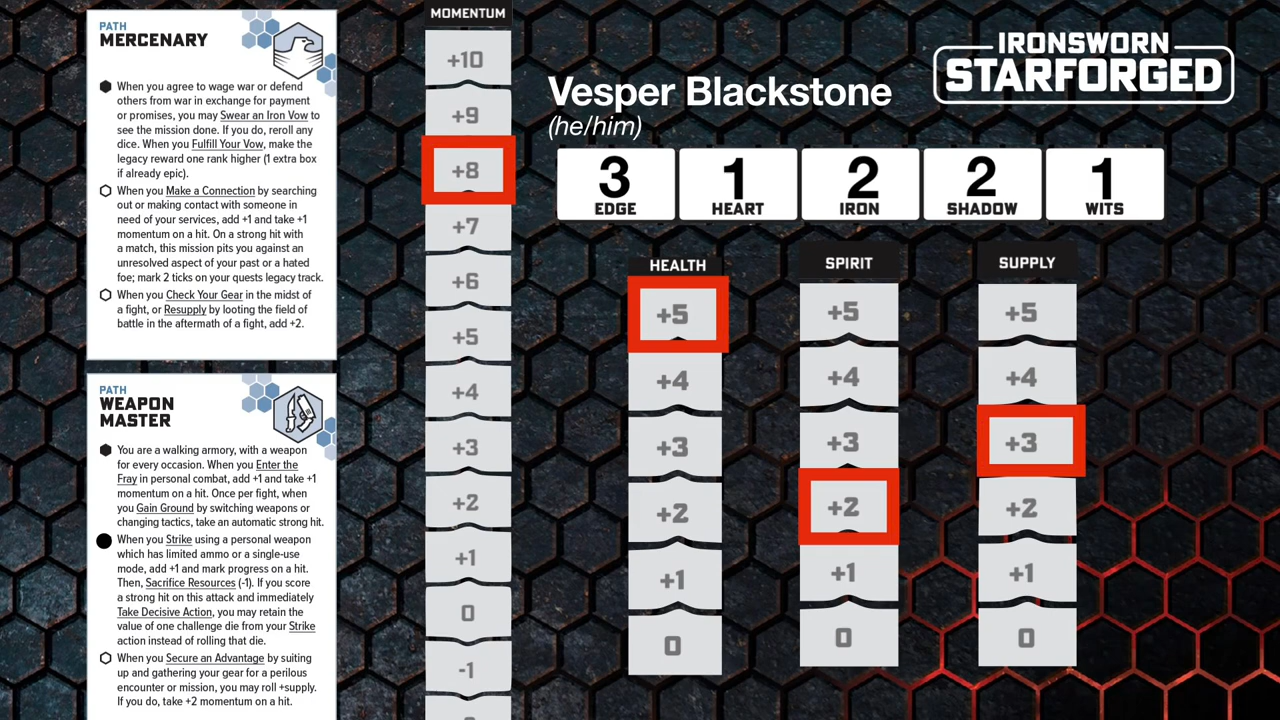 PATH
MERCENARY
When you agree to wage war or defend
others from war in exchange for payment
or promises, you may Swear an Iron Vow to
see the mission done. If you do, reroll any
dice. When you Fulfill Your Vow, make the
legacy reward one rank higher (1 extra box
if already epic).
When you Make a Connection by searching
out or making contact with someone in
need of your services, add +1 and take +1
momentum on a hit. On a strong hit with
a match, this mission pits you against an
unresolved aspect of your past or a hated
foe; mark 2 ticks on your quests legacy track.
When you Check Your Gear in the midst of
a fight, or Resupply by looting the field of
battle in the aftermath of a fight, add +2.
PATH
WEAPON
MASTER
You are a walking armory, with a weapon
for every occasion. When you Enter the
Fray in personal combat, add +1 and take +1
momentum on a hit. Once per fight, when
you Gain Ground by switching weapons or
changing tactics, take an automatic strong hit.
When you Strike using a personal weapon
which has limited ammo or a single-use
mode, add +1 and mark progress on a hit.
Then, Sacrifice Resources (-1). If you score
a strong hit on this attack and immediately
Take Decisive Action, you may retain the
value of one challenge die from your Strike
action instead of rolling that die.
When you Secure an Advantage by suiting
up and gathering your gear for a perilous
encounter or mission, you may roll +supply.
If you do, take +2 momentum on a hit.
MOMENTUM
+10
+9
+8
+7
+6
+5
+4
+3
+2
+1
0
-1
Vesper Blackstone
(he/him)
IRONSWORN
STARFORGED
3
EDGE
1
HEART
2
IRON
2
SHADOW
1
WITS
HEALTH
+5
+4
+3
+2
+1
0
SPIRIT
+5
+4
+3
+2
+1
0
SUPPLY
+5
+4
+3
+2
+1
0